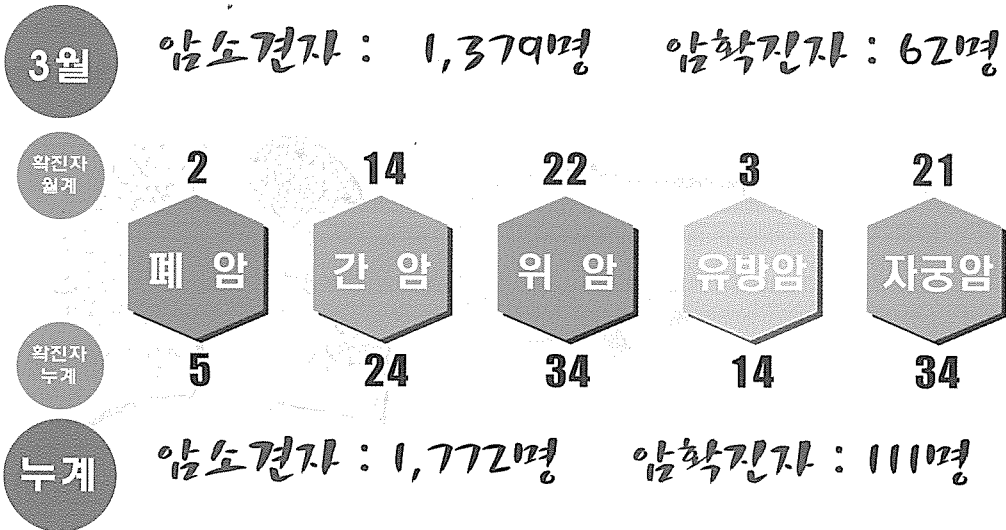 3월 암소견자 : 1,379명 암확진자 : 62명
확진자 월계 2 14 22 3 21
폐 암 간 암 위 암 유방암 자궁암
확진자 누계 5 24 34 14 34
누계 암소견자 : 1,772명 암확진자 : 111명